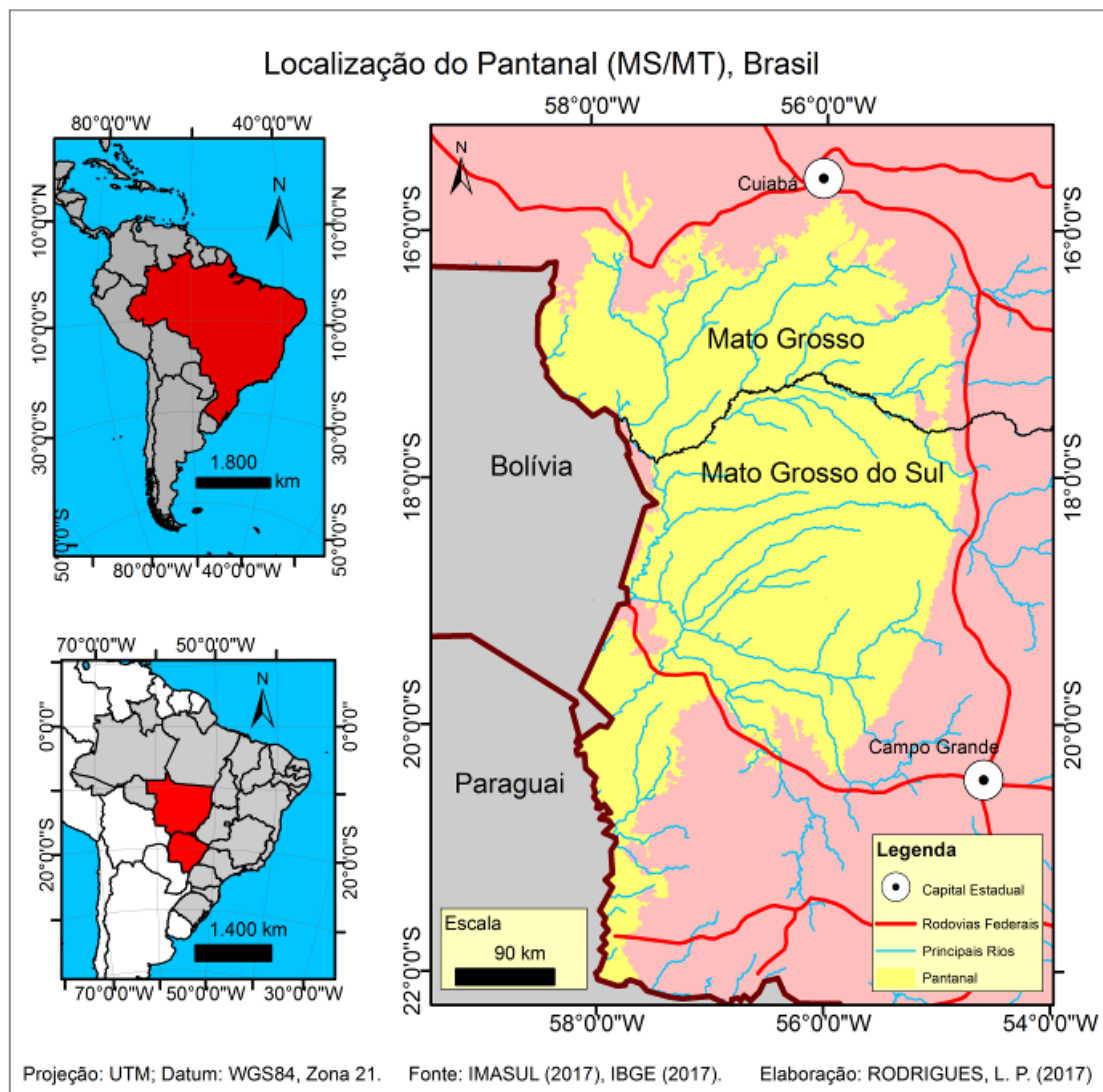 Localização do Pantanal (MS/MT), Brasil
80°0'0"W 40°0'0"W
N
10°0'0"N 10°0'0"N
10°0'0"S 10°0'0"S
30°0'0"S 30°0'0"S
50°0'0"S 50°0'0"S
1.800
km
80°0'0"W 40°0'0"W
70°0'0"W 50°0'0"W
N
0°0'0" 0°0'0"
20°0'0"S 20°0'0"S
1.400 km
70°0'0"W 50°0'0"W 30°0'0"W
58°0'0"W 56°0'0"W
N
Cuiabá
16°0'0"S 16°0'0"S
Mato Grosso
Bolívia
Mato Grosso do Sul
18°0'0"S 18°0'0"S
20°0'0"S 20°0'0"S
Campo Grande
Paraguai
Legenda
Capital Estadual
Rodovias Federais
Principais Rios
Pantanal
Escala
90 km
22°0'0"S 22°0'0"S
58°0'0"W 56°0'0"W 54°0'0"W
Projeção: UTM; Datum: WGS84, Zona 21. Fonte: IMASUL (2017), IBGE (2017). Elaboração: RODRIGUES, L. P. (2017)